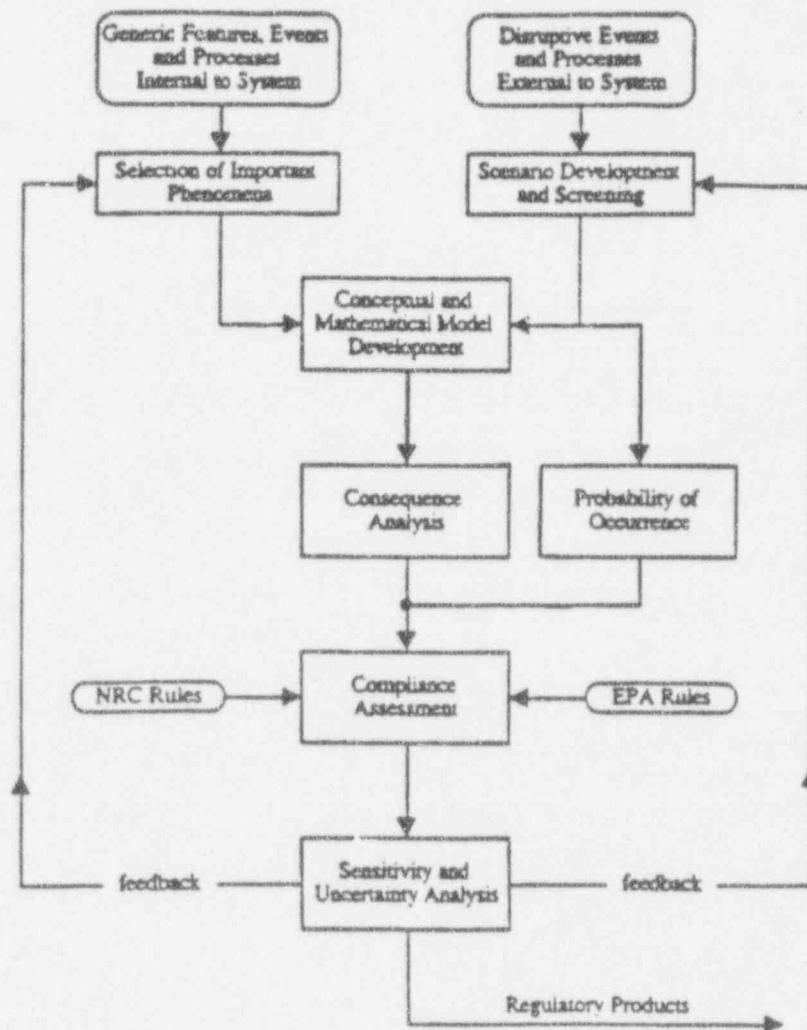 Generic Features, Events
and Processes
Internal to System
Disruptive Events
and Processes
External to System
Selection of Important
Phenomena
Scenario Development
and Screening
Conceptual and
Mathematical Model
Development
Consequence
Analysis
Probability of
Occurrence
NRC Rules
Compliance
Assessment
EPA Rules
feedback
Sensitivity and
Uncertainty Analysis
feedback
Regulatory Products